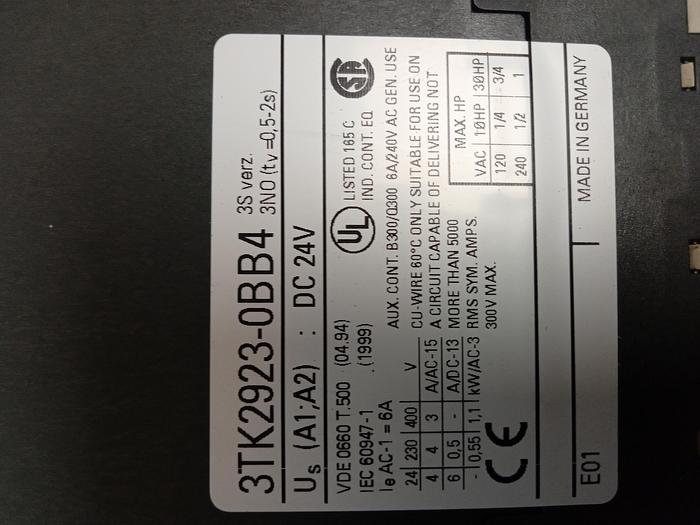 3TK2923-0BB4 3S verz.
3NO (tv =0,5-2s)
Us (A1;A2) : DC 24V
VDE 0660 T.500 (04.94)
IEC 60947-1 (1999)
Ie AC-1 = 6A
UL LISTED 165 C
IND. CONT. EQ
SA
AUX. CONT. B300/Q300 6A/240V AC GEN. USE
CU-WIRE 60°C ONLY SUITABLE FOR USE ON
A CIRCUIT CAPABLE OF DELIVERING NOT
MORE THAN 5000
RMS SYM. AMPS.
300V MAX.
24 230 400 V
4 4 3 A/AC-15
6 0,5 - A/DC-13
- 0,55 1,1 kW/AC-3
MAX. HP
VAC 1ØHP 3ØHP
120 1/4 3/4
240 1/2 1
CE
E01
MADE IN GERMANY